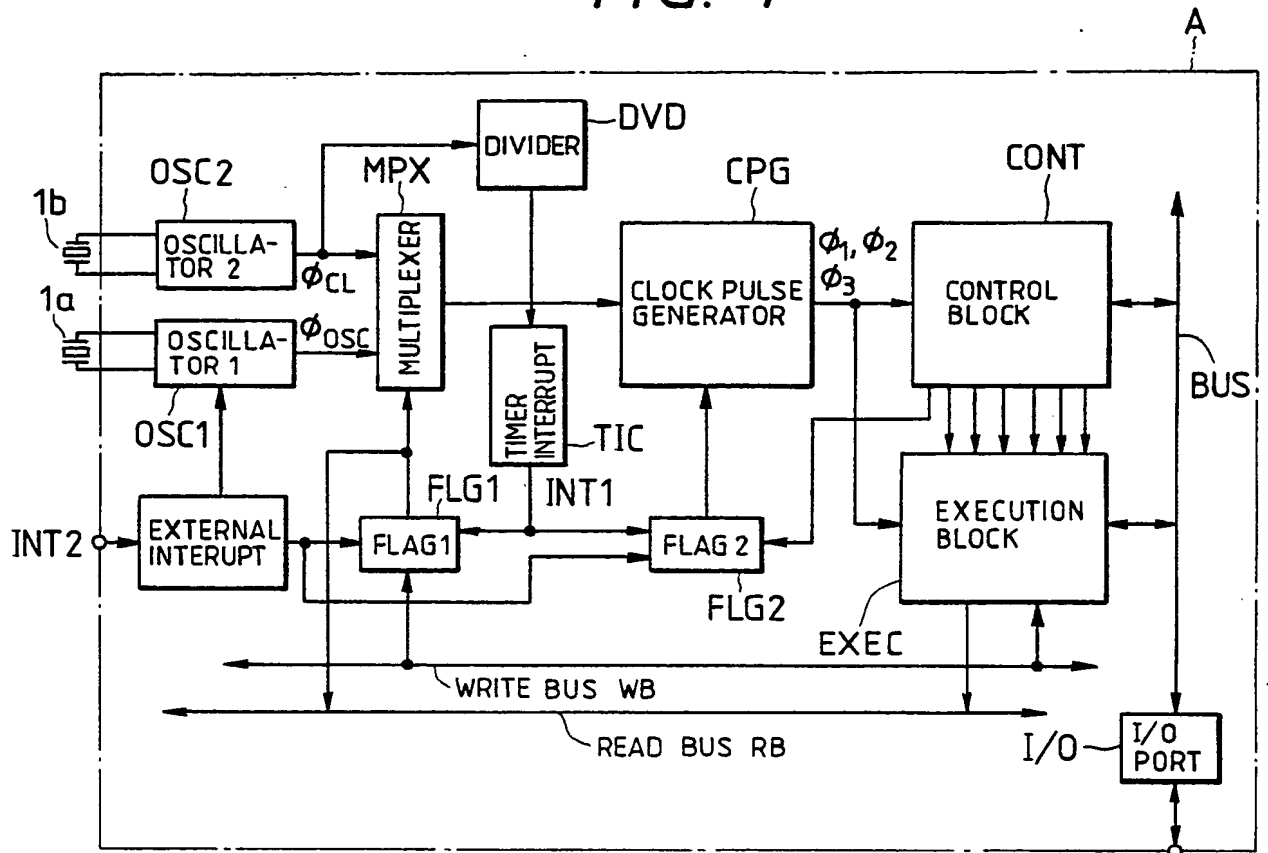 FIG. 1
A
DVD
DIVIDER
OSC2
MPX
CPG
CONT
1b
OSCILLA-
TOR 2
ϕCL
MULTIPLEXER
CLOCK PULSE
GENERATOR
ϕ1, ϕ2
ϕ3
CONTROL
BLOCK
1a
OSCILLA-
TOR 1
ϕOSC
BUS
OSC1
TIMER
INTERRUPT
TIC
FLG1
INT1
INT2
EXTERNAL
INTERUPT
FLAG1
FLAG 2
EXECUTION
BLOCK
FLG2
EXEC
WRITE BUS WB
READ BUS RB
I/O
I/O
PORT